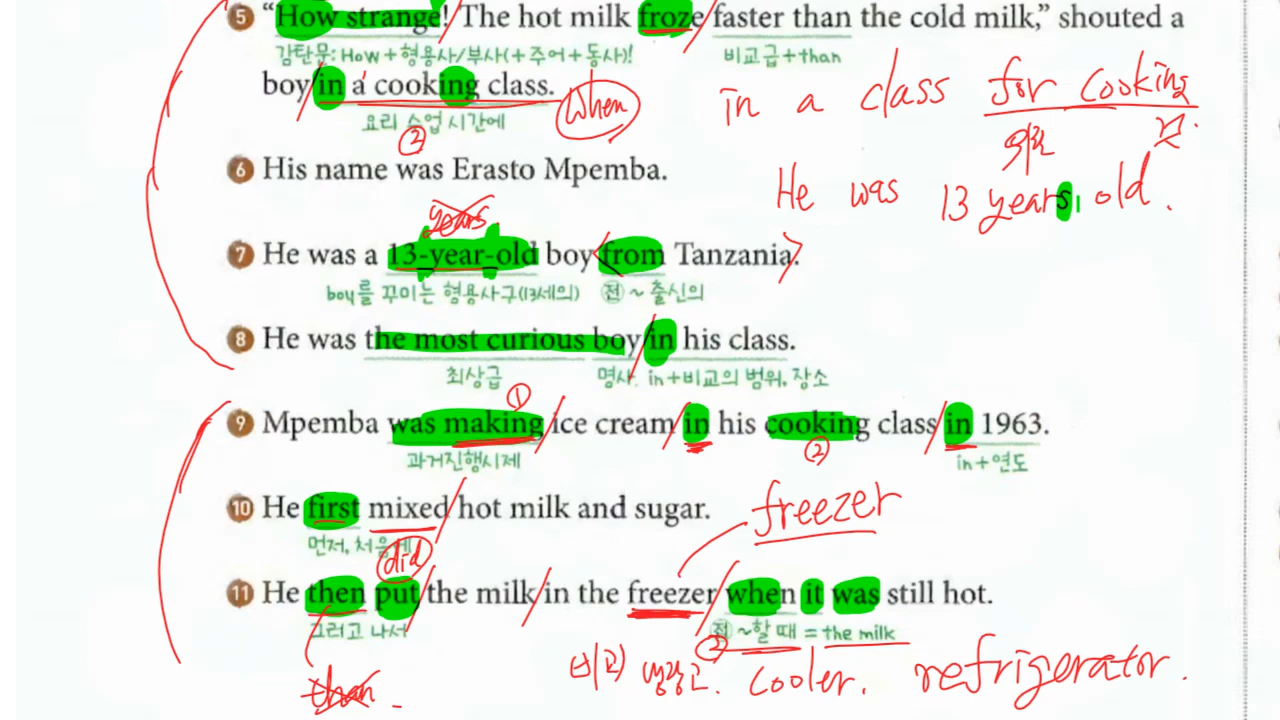 5 “How strange! The hot milk froze faster than the cold milk,” shouted a
감탄문: How+형용사/부사(+주어+동사)! 비교급+than
boy in a cooking class. when in a class for cooking
요리 수업 시간에 ②
6 His name was Erasto Mpemba. He was 13 years old.
years
7 He was a 13-year-old boy from Tanzania.
boy를 꾸미는 형용사구(13세의) 전 ~ 출신의
8 He was the most curious boy in his class.
최상급 명사 in+비교의 범위, 장소
①
9 Mpemba was making ice cream in his cooking class in 1963.
과거진행시제 ② in+연도
10 He first mixed hot milk and sugar. freezer
먼저, 처음에 did
11 He then put the milk in the freezer when it was still hot.
그러고 나서 접 ~할 때 = the milk
than 비교 냉장고. cooler. refrigerator.